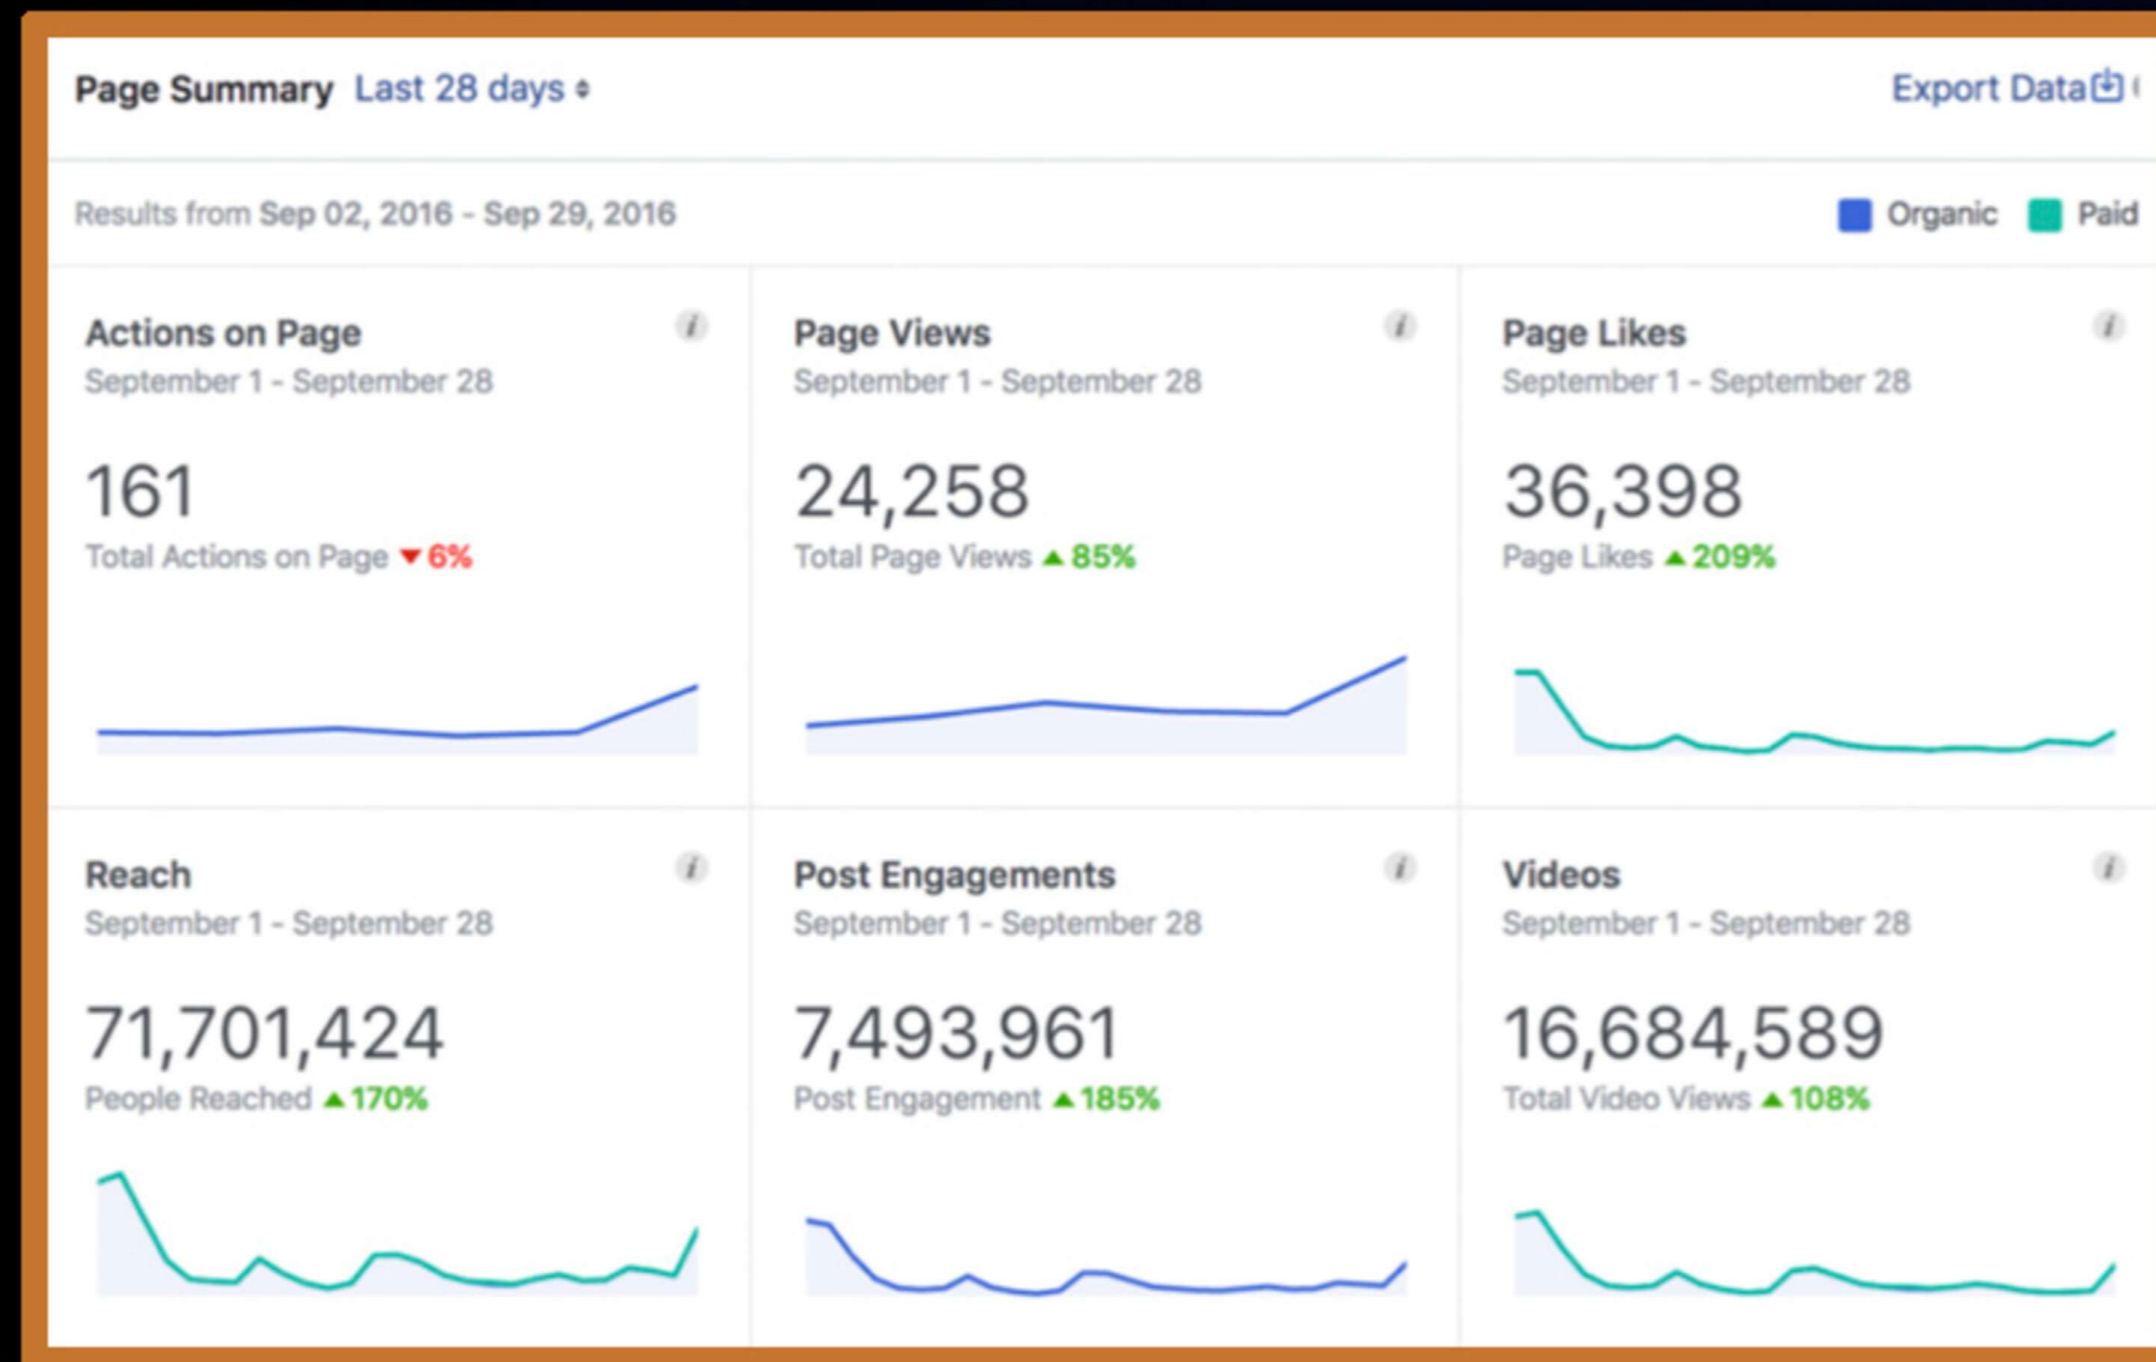 Page Summary Last 28 days Export Data
Results from Sep 02, 2016 - Sep 29, 2016 Organic Paid
Actions on Page
September 1 - September 28
161
Total Actions on Page ▼ 6%
Page Views
September 1 - September 28
24,258
Total Page Views ▲ 85%
Page Likes
September 1 - September 28
36,398
Page Likes ▲ 209%
Reach
September 1 - September 28
71,701,424
People Reached ▲ 170%
Post Engagements
September 1 - September 28
7,493,961
Post Engagement ▲ 185%
Videos
September 1 - September 28
16,684,589
Total Video Views ▲ 108%